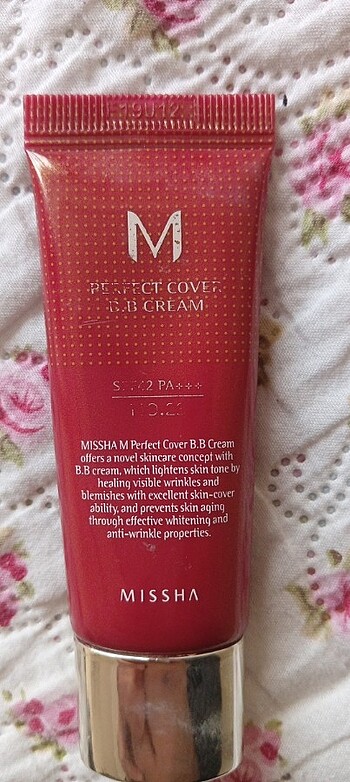 M
PERFECT COVER
B.B CREAM
PA+++
MISSHA M Perfect Cover B.B Cream
offers a novel skincare concept with
B.B cream, which lightens skin tone by
healing visible wrinkles and
blemishes with excellent skin-cover
ability, and prevents skin aging
through effective whitening and
anti-wrinkle properties.
MISSHA